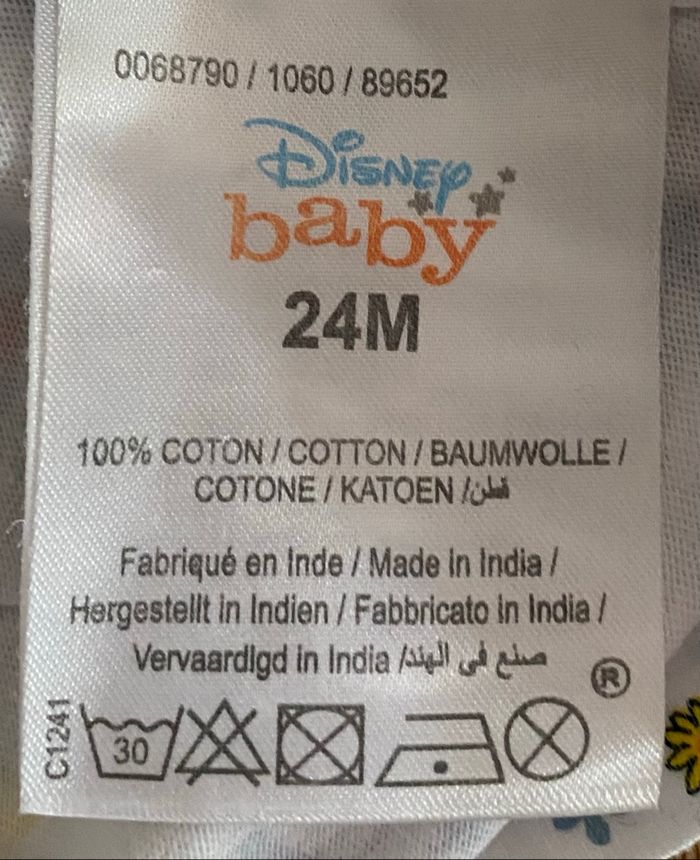 0068790 / 1060 / 89652
Disney
baby
24M
100% COTON / COTTON / BAUMWOLLE /
COTONE / KATOEN / قطن
Fabriqué en Inde / Made in India /
Hergestellt in Indien / Fabbricato in India /
Vervaardigd in India / صنع في الهند
®
C1241
30